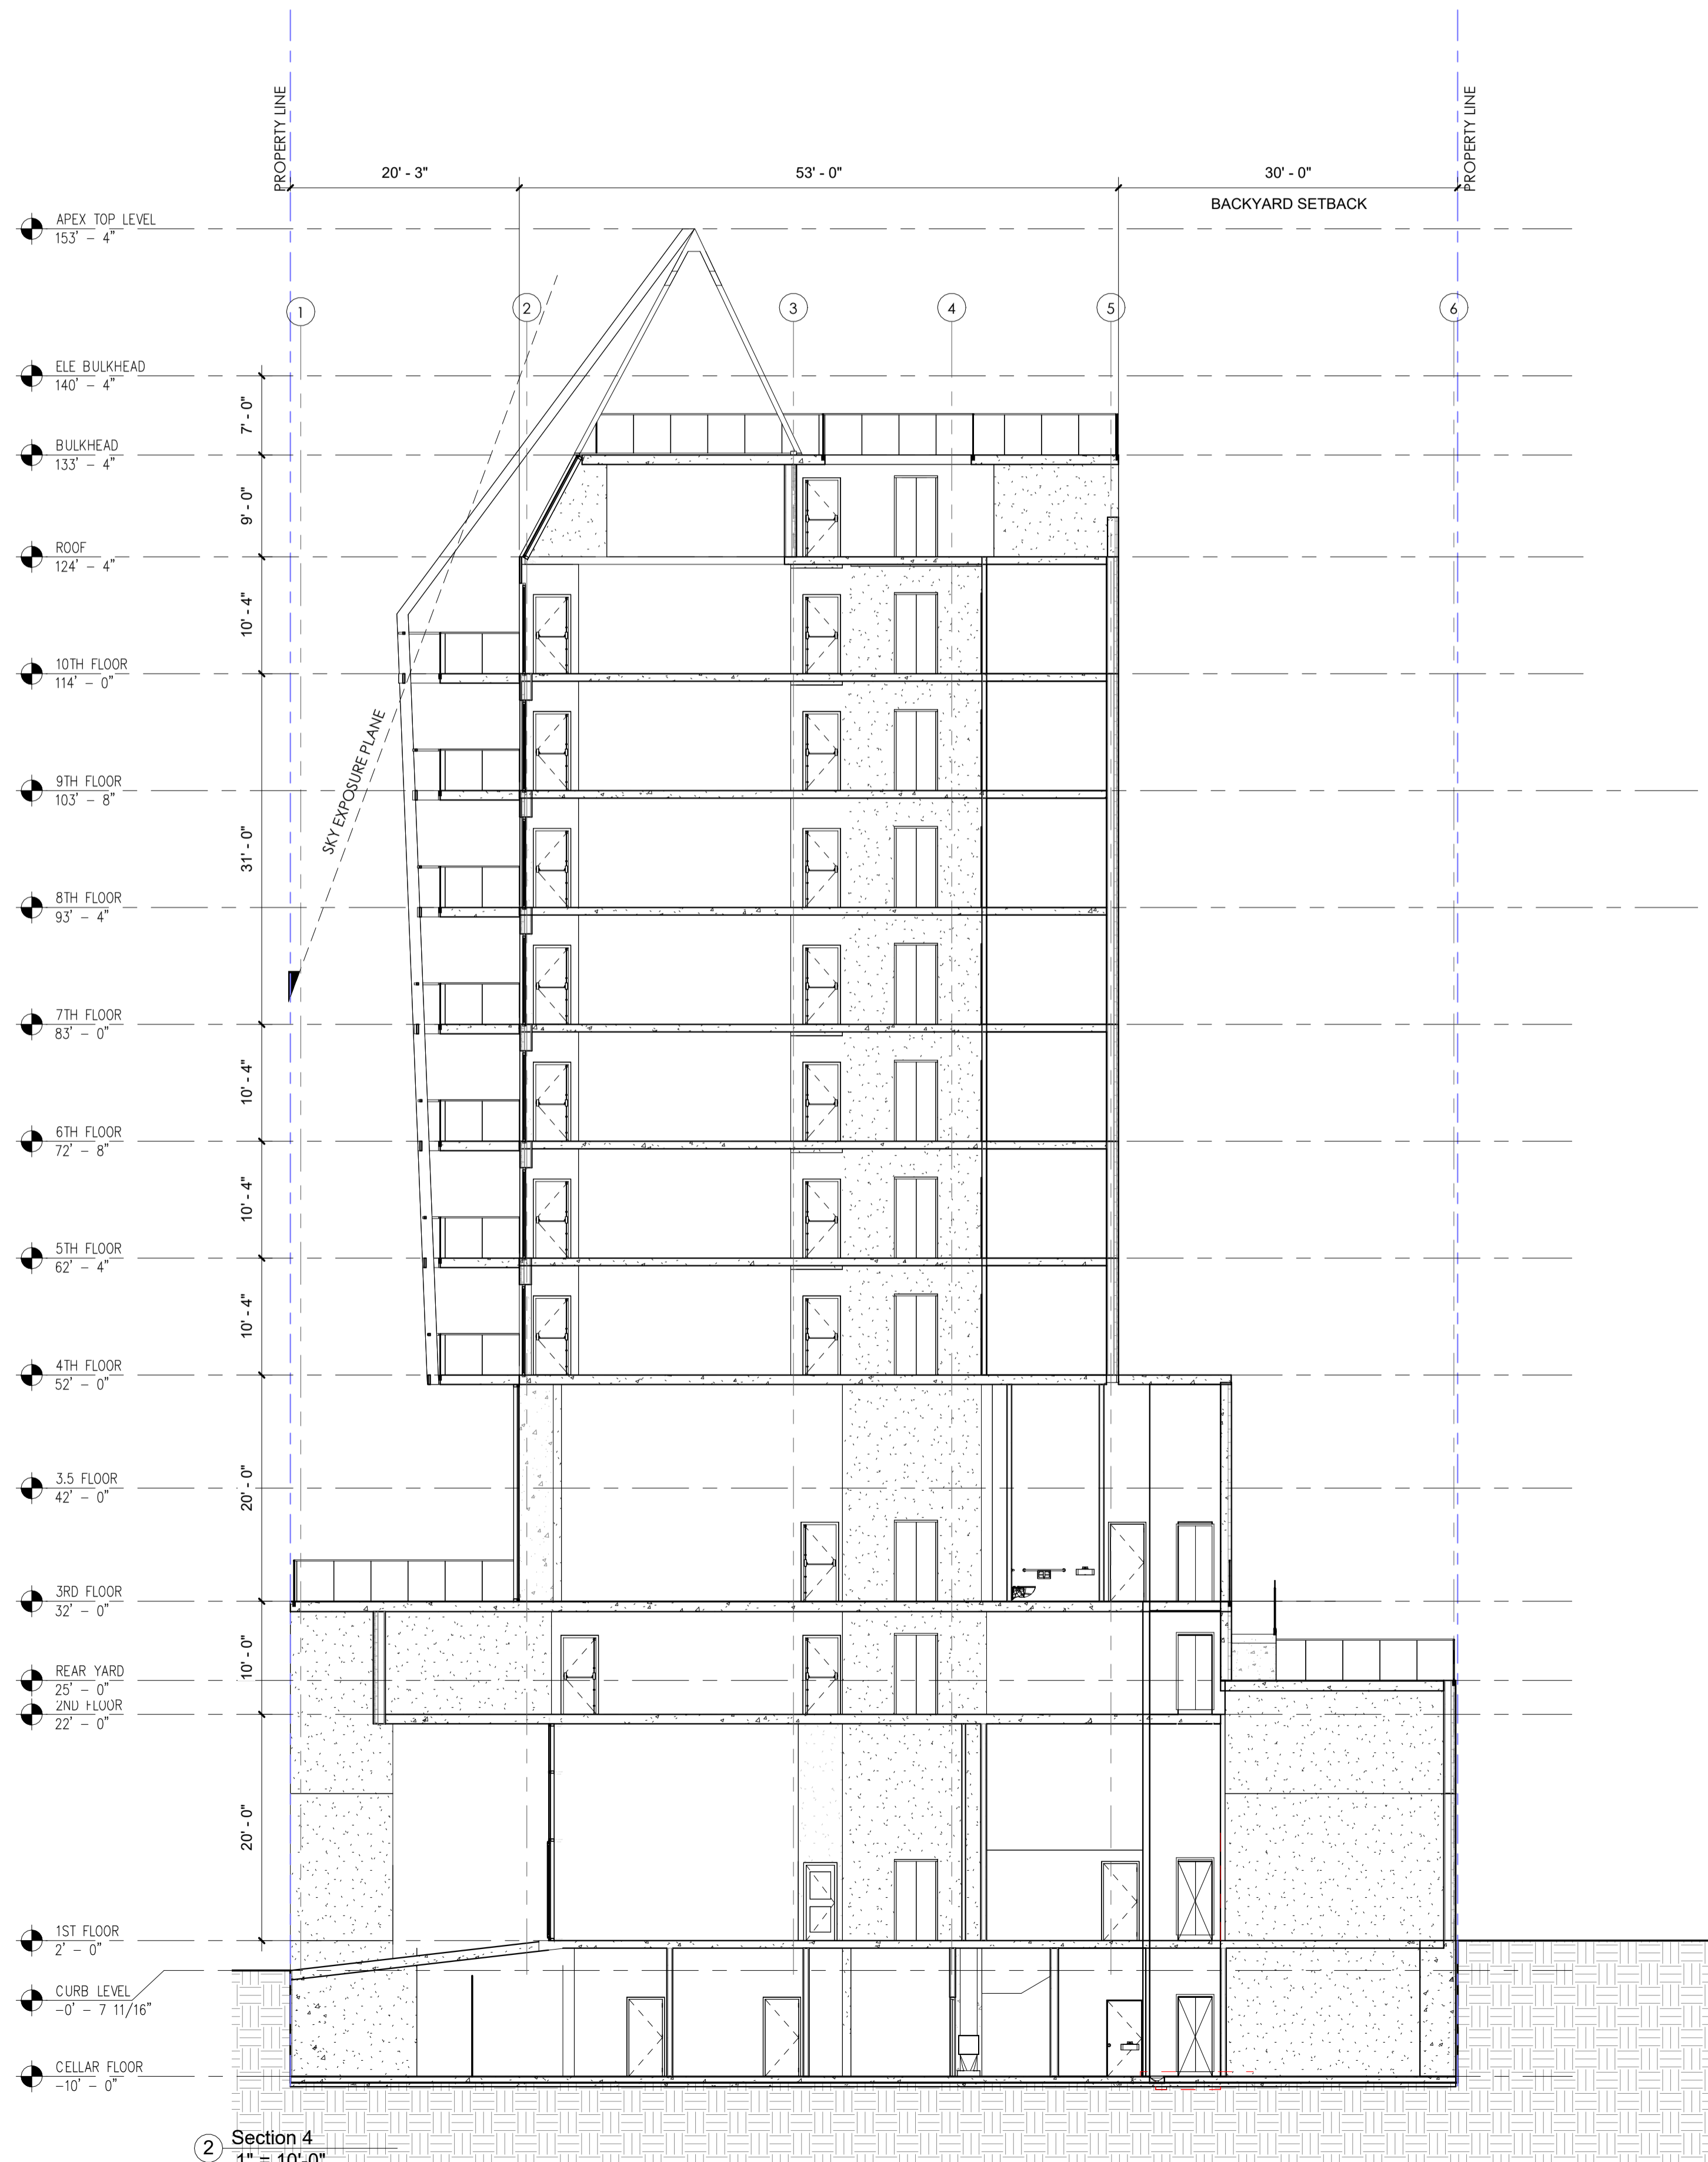 PROPERTY LINE
PROPERTY LINE
20' - 3"
53' - 0"
30' - 0"
BACKYARD SETBACK
APEX TOP LEVEL
153' - 4"
1
2
3
4
5
6
ELE BULKHEAD
140' - 4"
7' - 0"
BULKHEAD
133' - 4"
9' - 0"
ROOF
124' - 4"
10' - 4"
10TH FLOOR
114' - 0"
SKY EXPOSURE PLANE
9TH FLOOR
103' - 8"
31' - 0"
8TH FLOOR
93' - 4"
7TH FLOOR
83' - 0"
10' - 4"
6TH FLOOR
72' - 8"
10' - 4"
5TH FLOOR
62' - 4"
10' - 4"
4TH FLOOR
52' - 0"
3.5 FLOOR
42' - 0"
20' - 0"
3RD FLOOR
32' - 0"
10' - 0"
REAR YARD
25' - 0"
2ND FLOOR
22' - 0"
20' - 0"
1ST FLOOR
2' - 0"
CURB LEVEL
-0' - 7 11/16"
CELLAR FLOOR
-10' - 0"
2
Section 4
1" = 10'-0"